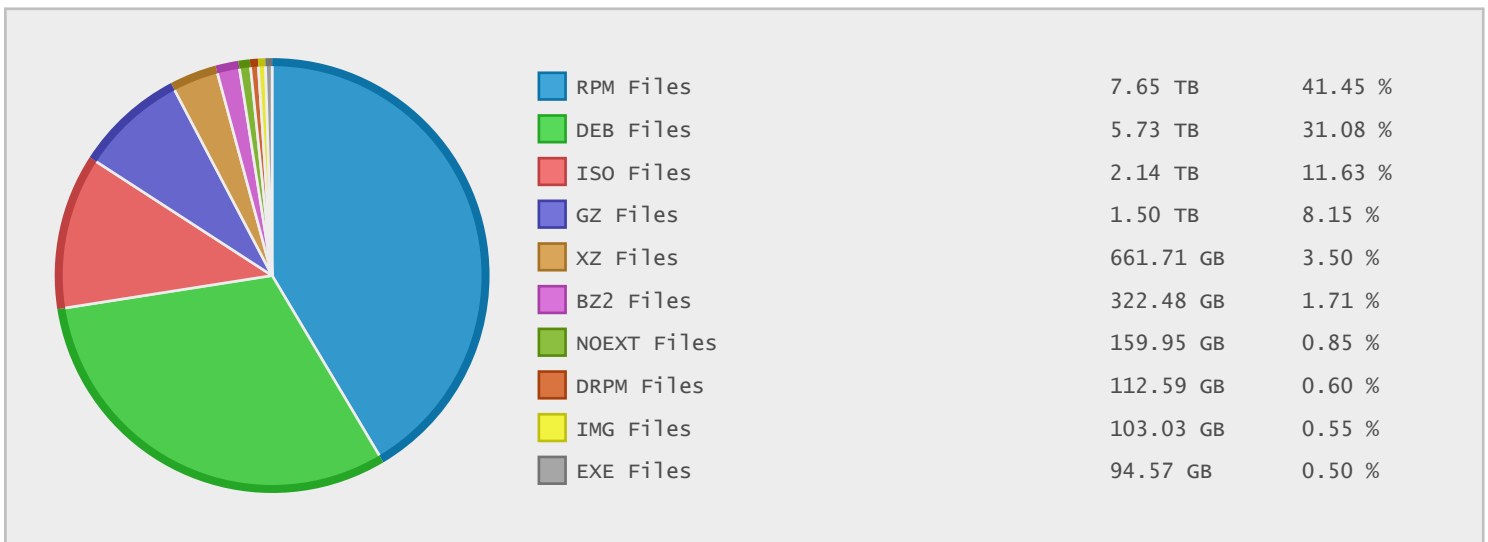 RPM Files 7.65 TB 41.45 %
DEB Files 5.73 TB 31.08 %
ISO Files 2.14 TB 11.63 %
GZ Files 1.50 TB 8.15 %
XZ Files 661.71 GB 3.50 %
BZ2 Files 322.48 GB 1.71 %
NOEXT Files 159.95 GB 0.85 %
DRPM Files 112.59 GB 0.60 %
IMG Files 103.03 GB 0.55 %
EXE Files 94.57 GB 0.50 %